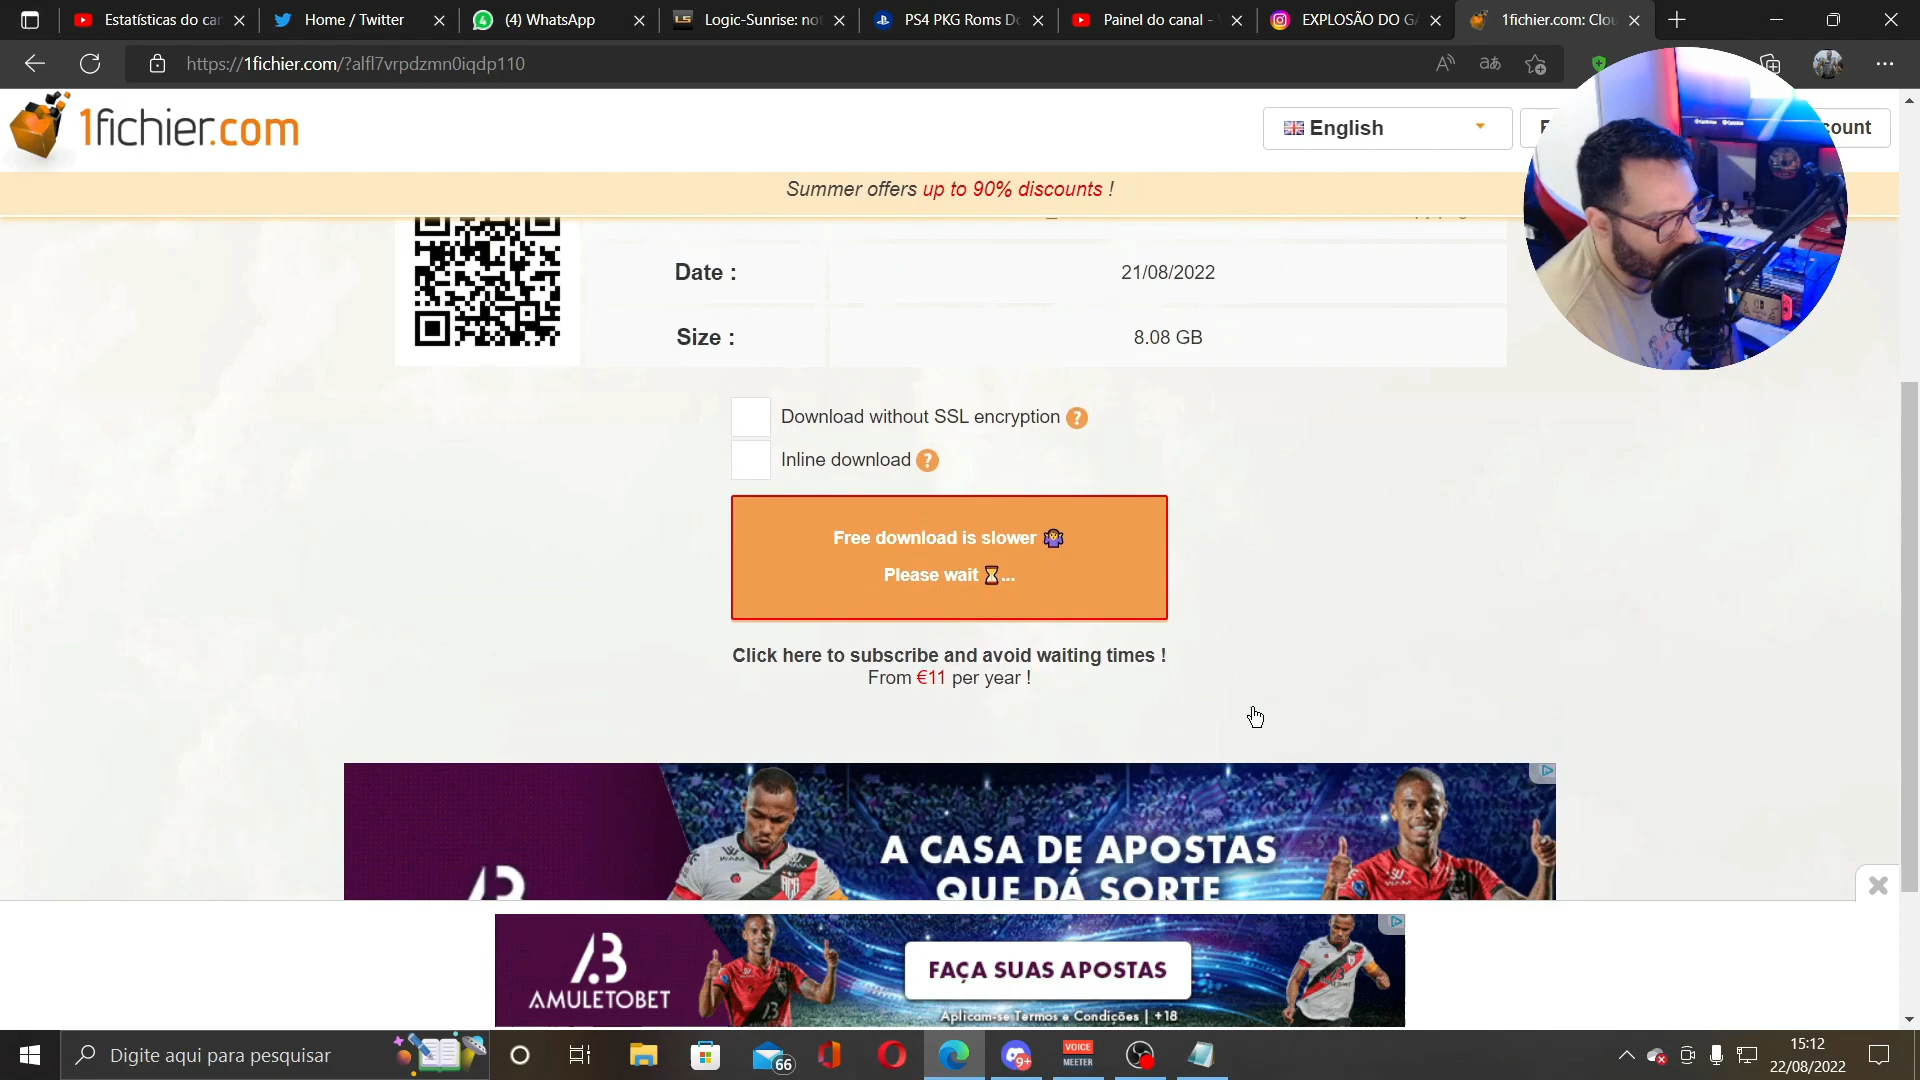 Estatísticas do car
Home / Twitter
(4) WhatsApp
Logic-Sunrise: not
PS4 PKG Roms Do
Painel do canal -
EXPLOSÃO DO GA
1fichier.com: Clou
https://1fichier.com/?alfl7vrpdzmn0iqdp110
1fichier.com
English
count
Summer offers up to 90% discounts !
Date :
21/08/2022
Size :
8.08 GB
Download without SSL encryption ?
Inline download ?
Free download is slower
Please wait ...
Click here to subscribe and avoid waiting times !
From €11 per year !
A CASA DE APOSTAS
QUE DÁ SORTE
AMULETOBET
FAÇA SUAS APOSTAS
Aplicam-se Termos e Condições | +18
Digite aqui para pesquisar
66
9+
VOICE
MEETER
15:12
22/08/2022